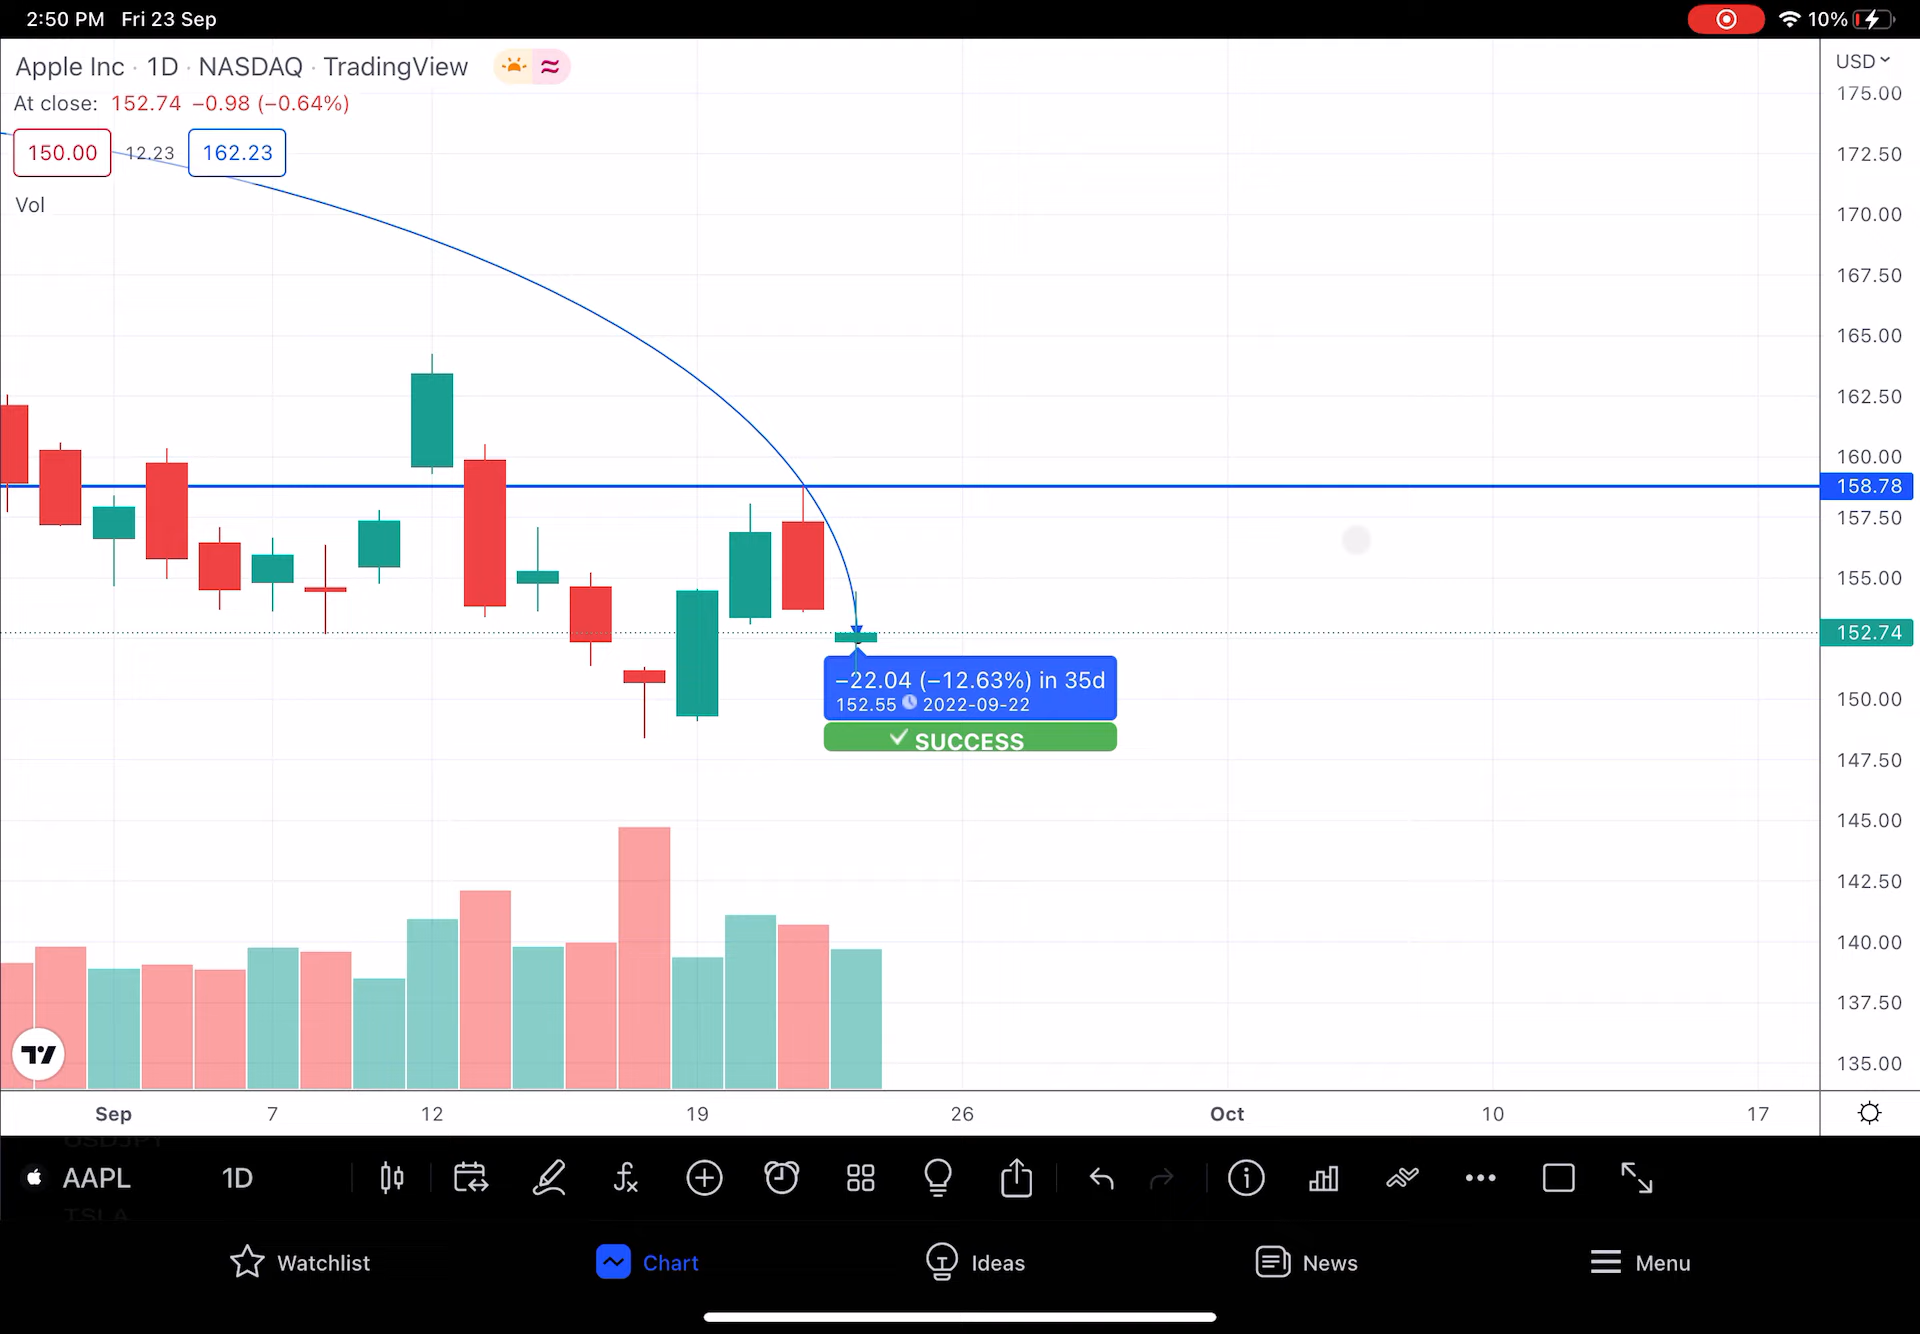 2:50 PM Fri 23 Sep
10%
Apple Inc · 1D · NASDAQ · TradingView
USD
At close: 152.74 −0.98 (−0.64%)
150.00 12.23 162.23
Vol
175.00
172.50
170.00
167.50
165.00
162.50
160.00
158.78
157.50
155.00
152.74
150.00
147.50
145.00
142.50
140.00
137.50
135.00
−22.04 (−12.63%) in 35d
152.55 2022-09-22
SUCCESS
Sep 7 12 19 26 Oct 10 17
USDJPY
AAPL 1D
TSLA
Watchlist Chart Ideas News Menu